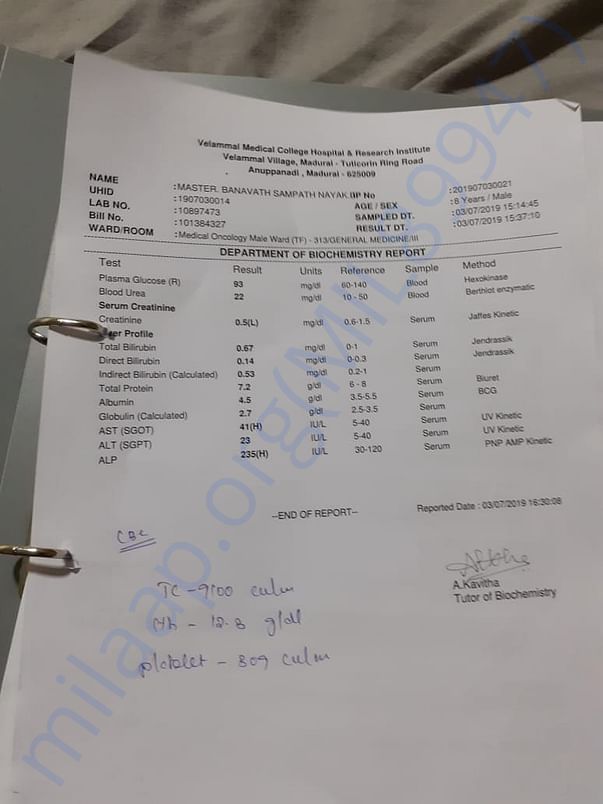 Velammal Medical College Hospital & Research Institute
Velammal Village, Madurai - Tuticorin Ring Road
Anuppanadi , Madurai - 625009
NAME :MASTER. BANAVATH SAMPATH NAYAK.B IP No :201907030021
UHID :1907030014 AGE / SEX :8 Years / Male
LAB NO. :10897473 SAMPLED DT. :03/07/2019 15:14:45
Bill No. :101384327 RESULT DT. :03/07/2019 15:37:10
WARD/ROOM :Medical Oncology Male Ward (TF) - 313/GENERAL MEDICINE/III
DEPARTMENT OF BIOCHEMISTRY REPORT
Test Result Units Reference Sample Method
Plasma Glucose (R) 93 mg/dl 60-140 Blood Hexokinase
Blood Urea 22 mg/dl 10 - 50 Blood Berthlot enzymatic
Serum Creatinine
Creatinine 0.5(L) mg/dl 0.6-1.5 Serum Jaffes Kinetic
er Profile
Total Bilirubin 0.67 mg/dl 0-1 Serum Jendrassik
Direct Bilirubin 0.14 mg/dl 0-0.3 Serum Jendrassik
Indirect Bilirubin (Calculated) 0.53 mg/dl 0.2-1 Serum
Total Protein 7.2 g/dl 6 - 8 Serum Biuret
Albumin 4.5 g/dl 3.5-5.5 Serum BCG
Globulin (Calculated) 2.7 g/dl 2.5-3.5 Serum
AST (SGOT) 41(H) IU/L 5-40 Serum UV Kinetic
ALT (SGPT) 23 IU/L 5-40 Serum UV Kinetic
ALP 235(H) IU/L 30-120 Serum PNP AMP Kinetic
--END OF REPORT--
Reported Date : 03/07/2019 16:30:08
CBC
TC - 9100 cu/m
Hb - 12.8 g/dl
platelet - 309 cu/m
A.Kavitha
Tutor of Biochemistry
milaap.org(MIL89947)